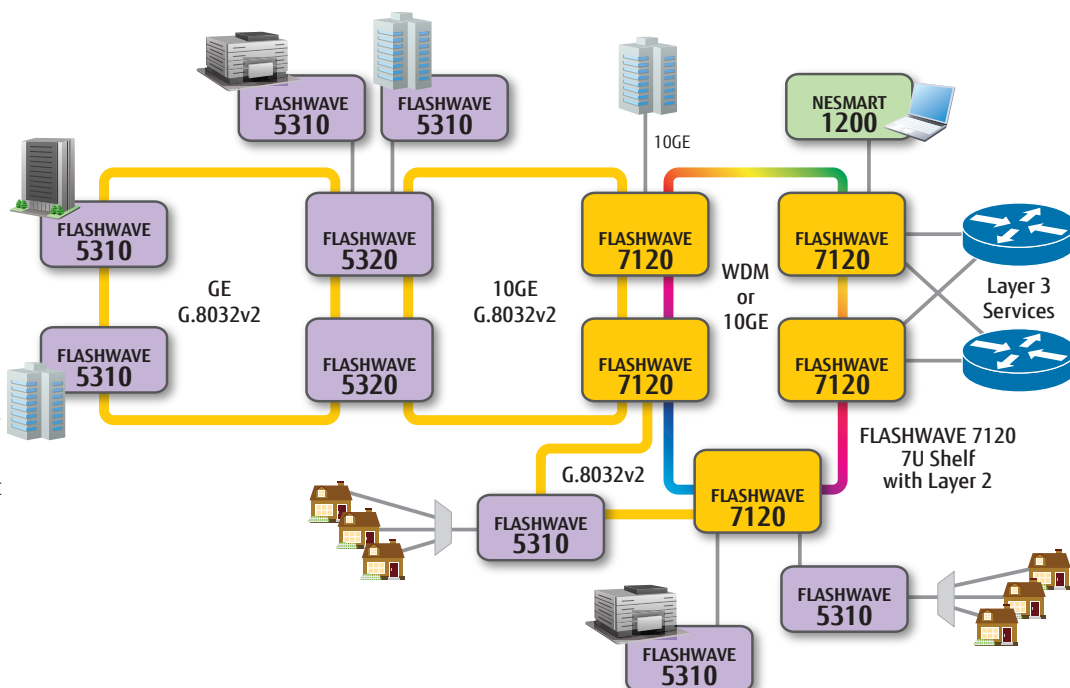 FLASHWAVE
5310
FLASHWAVE
5310
10GE
NESMART
1200
FLASHWAVE
5310
FLASHWAVE
5320
FLASHWAVE
7120
FLASHWAVE
7120
GE
G.8032v2
10GE
G.8032v2
WDM
or
10GE
Layer 3
Services
FLASHWAVE
5310
FLASHWAVE
5320
FLASHWAVE
7120
FLASHWAVE
7120
G.8032v2
FLASHWAVE 7120
7U Shelf
with Layer 2
FLASHWAVE
5310
FLASHWAVE
7120
FLASHWAVE
5310
FLASHWAVE
5310